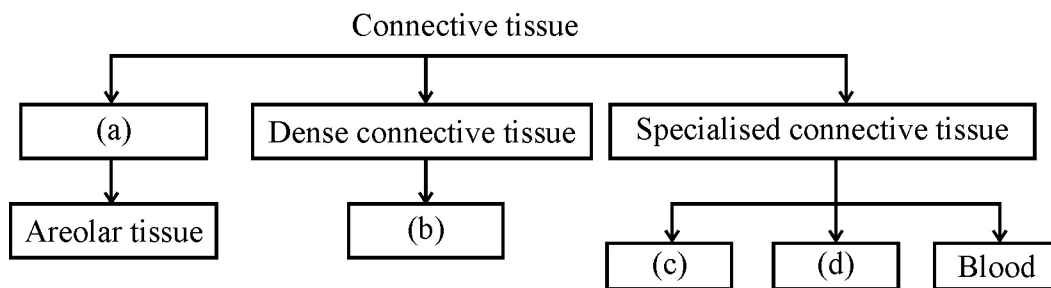 Connective tissue
(a)
Dense connective tissue
Specialised connective tissue
Areolar tissue
(b)
(c)
(d)
Blood